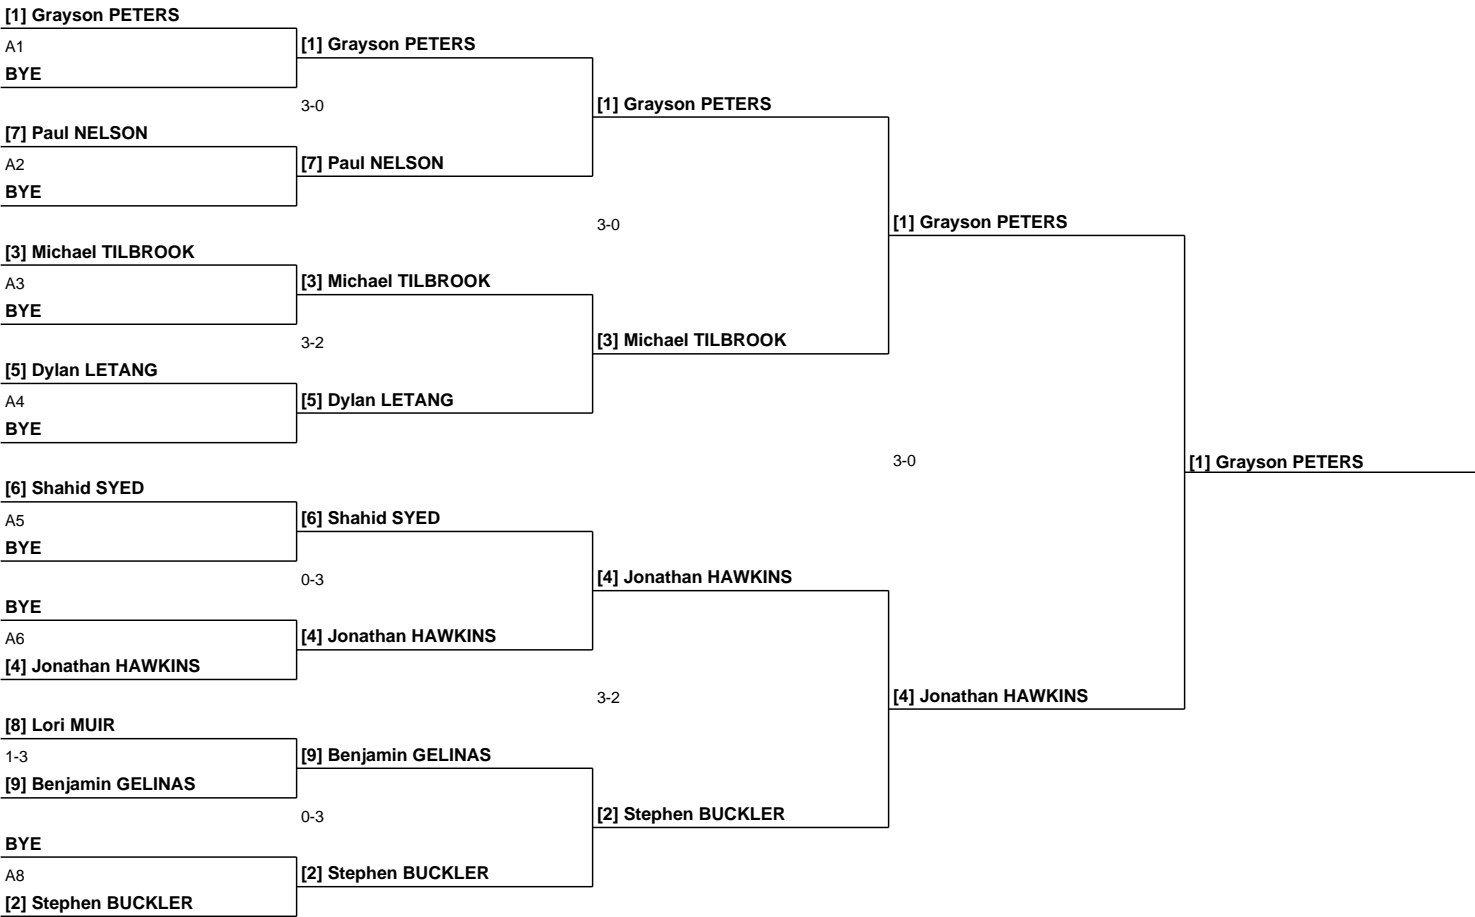 [1] Grayson PETERS
A1
BYE
[1] Grayson PETERS
3-0
[7] Paul NELSON
A2
BYE
[7] Paul NELSON
[1] Grayson PETERS
3-0
[3] Michael TILBROOK
A3
BYE
[3] Michael TILBROOK
3-2
[5] Dylan LETANG
A4
BYE
[5] Dylan LETANG
[3] Michael TILBROOK
[1] Grayson PETERS
3-0
[1] Grayson PETERS
[6] Shahid SYED
A5
BYE
[6] Shahid SYED
0-3
BYE
A6
[4] Jonathan HAWKINS
[4] Jonathan HAWKINS
[4] Jonathan HAWKINS
3-2
[8] Lori MUIR
1-3
[9] Benjamin GELINAS
[9] Benjamin GELINAS
0-3
BYE
A8
[2] Stephen BUCKLER
[2] Stephen BUCKLER
[2] Stephen BUCKLER
[4] Jonathan HAWKINS